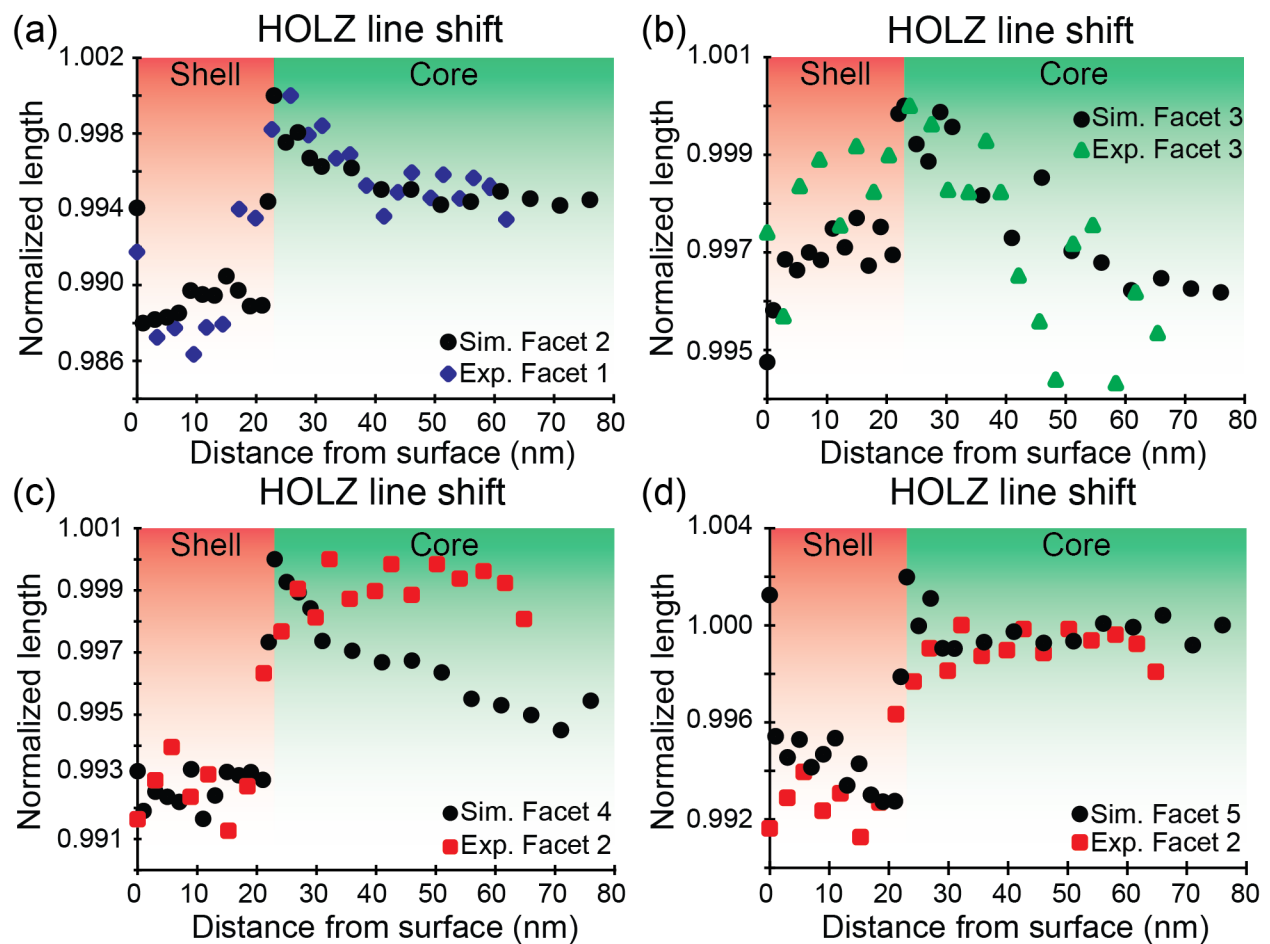 (a)
HOLZ line shift
Shell
Core
1.002
0.998
0.994
0.990
0.986
Normalized length
Sim. Facet 2
Exp. Facet 1
0 10 20 30 40 50 60 70 80
Distance from surface (nm)
(b)
HOLZ line shift
Shell
Core
1.001
0.999
0.997
0.995
Normalized length
Sim. Facet 3
Exp. Facet 3
0 10 20 30 40 50 60 70 80
Distance from surface (nm)
(c)
HOLZ line shift
Shell
Core
1.001
0.999
0.997
0.995
0.993
0.991
Normalized length
Sim. Facet 4
Exp. Facet 2
0 10 20 30 40 50 60 70 80
Distance from surface (nm)
(d)
HOLZ line shift
Shell
Core
1.004
1.000
0.996
0.992
Normalized length
Sim. Facet 5
Exp. Facet 2
0 10 20 30 40 50 60 70 80
Distance from surface (nm)